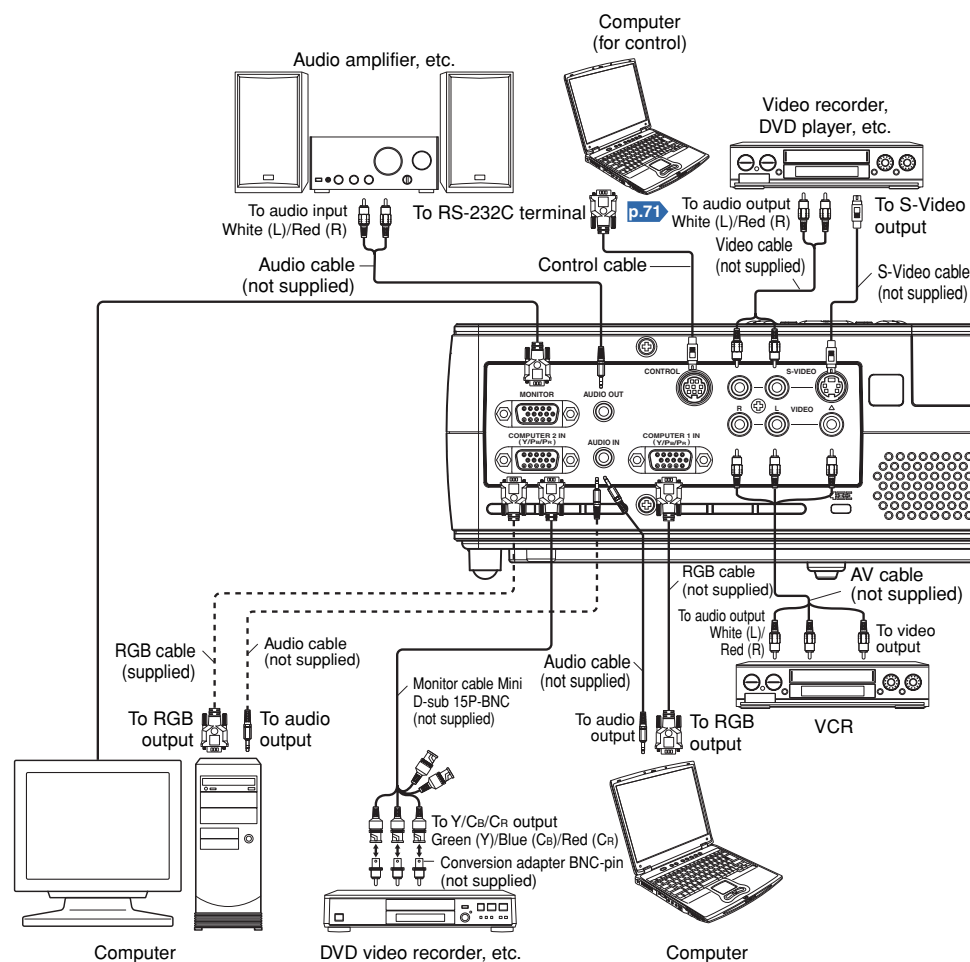 Computer
(for control)
Audio amplifier, etc.
Video recorder,
DVD player, etc.
To audio input
White (L)/Red (R)
To RS-232C terminal
p.71
To audio output
White (L)/Red (R)
To S-Video
output
Audio cable
(not supplied)
Control cable
Video cable
(not supplied)
S-Video cable
(not supplied)
CONTROL
S-VIDEO
MONITOR
AUDIO OUT
R
L
VIDEO
COMPUTER 2 IN
(Y/PB/PR)
AUDIO IN
COMPUTER 1 IN
(Y/PB/PR)
RGB cable
(not supplied)
AV cable
(not supplied)
To audio output
White (L)/
Red (R)
To video
output
RGB cable
(supplied)
Audio cable
(not supplied)
Monitor cable Mini
D-sub 15P-BNC
(not supplied)
Audio cable
(not supplied)
VCR
To RGB
output
To audio
output
To audio
output
To RGB
output
To Y/CB/CR output
Green (Y)/Blue (CB)/Red (CR)
Conversion adapter BNC-pin
(not supplied)
Computer
DVD video recorder, etc.
Computer